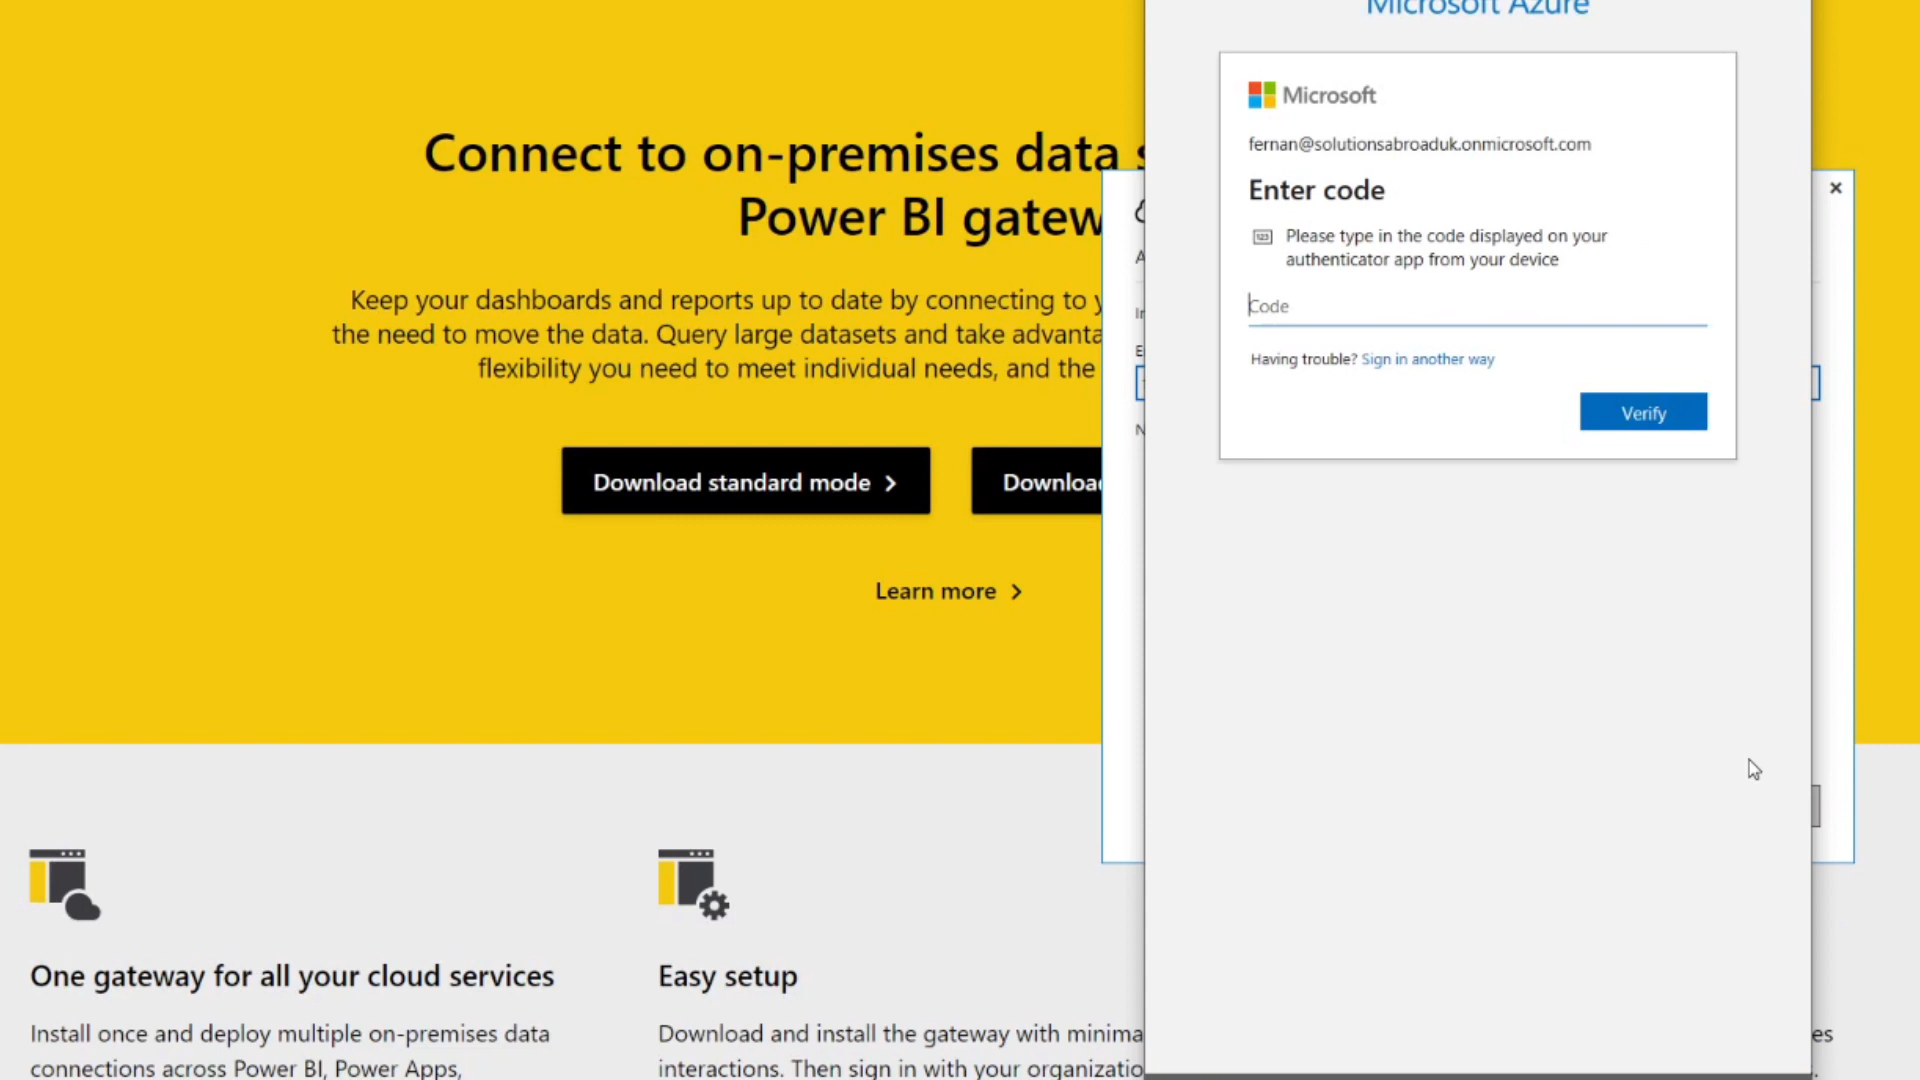 Connect to on-premises data
Power BI
Keep your dashboards and reports up to date by connecting to
the need to move the data. Query large datasets and take
flexibility you need to meet individual needs, and the
Download standard mode
Learn more
One gateway for all your cloud services
Install once and deploy multiple on-premises data
connections across Power BI, Power Apps,
Easy setup
Download and install the gateway with
interactions. Then sign in with your
Microsoft Azure
Microsoft
fernan@solutionsabroaduk.onmicrosoft.com
Enter code
Please type in the code displayed on your
authenticator app from your device
Code
Having trouble? Sign in another way
Verify